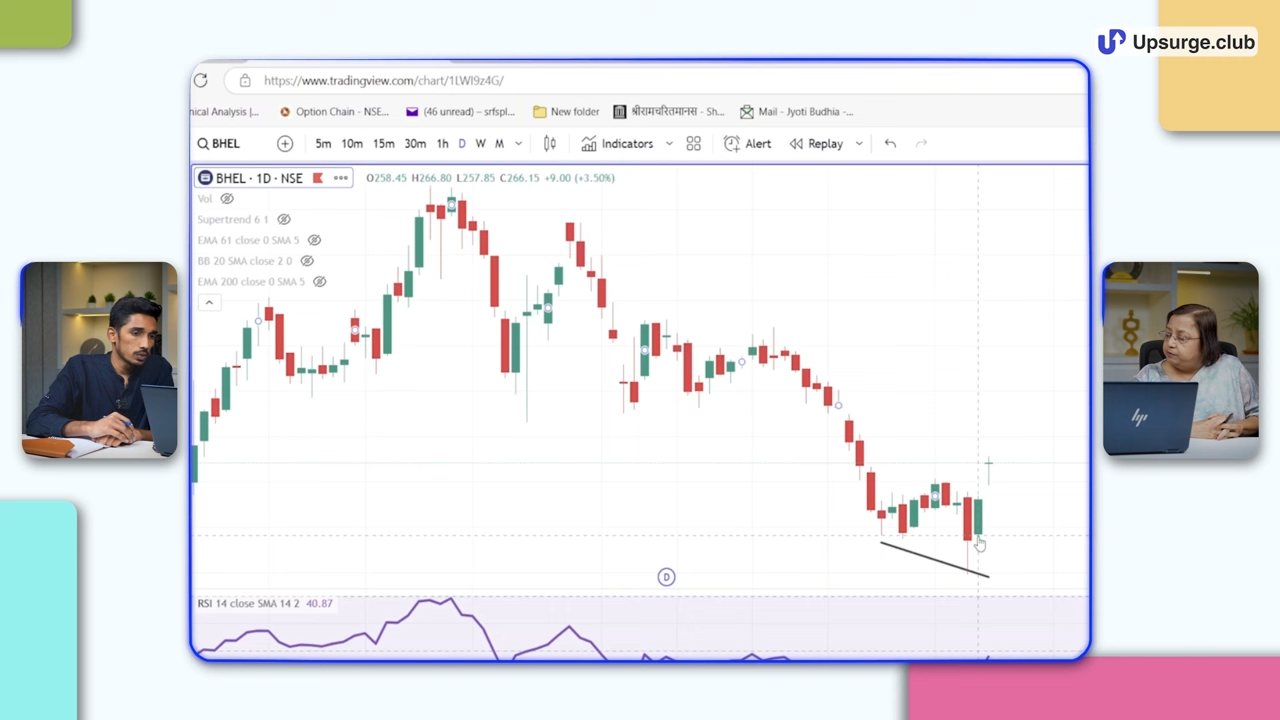 Upsurge.club
https://www.tradingview.com/chart/1LWI9z4G/
nical Analysis |... Option Chain - NSE... (46 unread) – srfspl... New folder श्रीरामचरितमानस - Sh... Mail - Jyoti Budhia -...
BHEL 5m 10m 15m 30m 1h D W M Indicators Alert Replay
BHEL · 1D · NSE O258.45 H266.80 L257.85 C266.15 +9.00 (+3.50%)
Vol
Supertrend 6 1
EMA 61 close 0 SMA 5
BB 20 SMA close 2 0
EMA 200 close 0 SMA 5
hp
D
RSI 14 close SMA 14 2 40.87